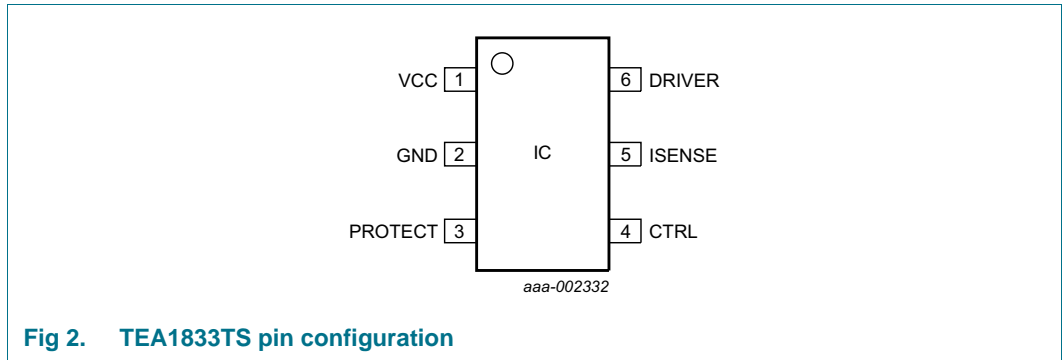 VCC 1 6 DRIVER
GND 2 IC 5 ISENSE
PROTECT 3 4 CTRL
aaa-002332
Fig 2. TEA1833TS pin configuration